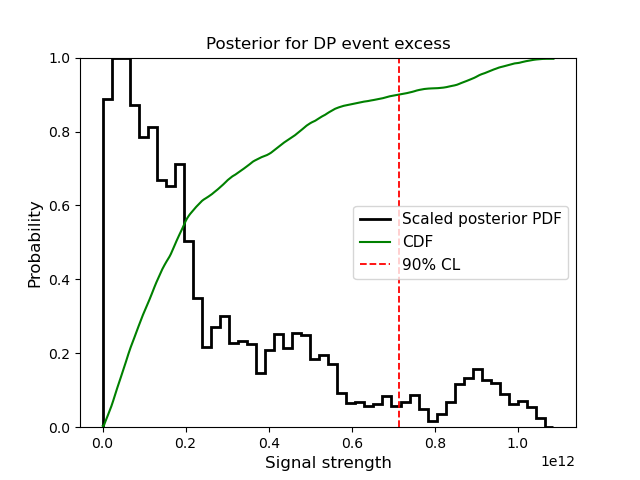 Posterior for DP event excess
Probability
1.0
0.8
0.6
0.4
0.2
0.0
Scaled posterior PDF
CDF
90% CL
0.0 0.2 0.4 0.6 0.8 1.0
1e12
Signal strength